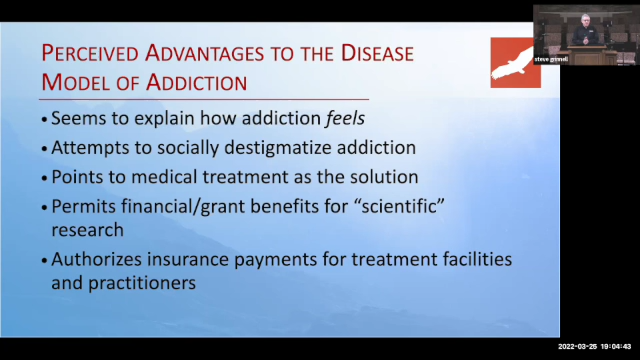 PERCEIVED ADVANTAGES TO THE DISEASE
MODEL OF ADDICTION
• Seems to explain how addiction feels
• Attempts to socially destigmatize addiction
• Points to medical treatment as the solution
• Permits financial/grant benefits for “scientific”
research
• Authorizes insurance payments for treatment facilities
and practitioners
steve grinnell
2022-03-25 19:04:43